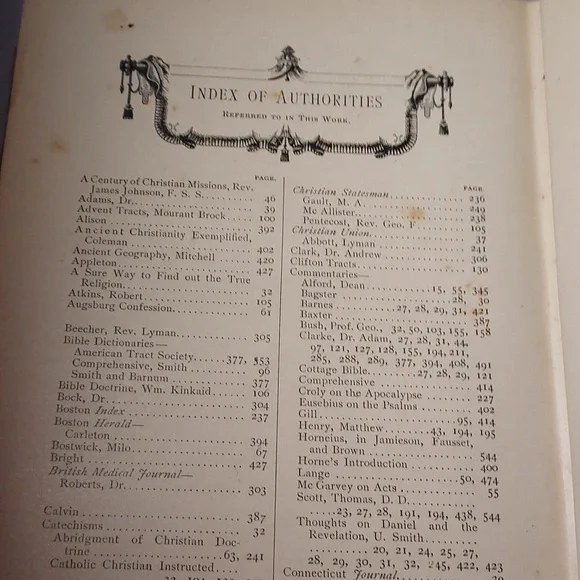 INDEX OF AUTHORITIES
REFERRED TO IN THIS WORK.
PAGE.
A Century of Christian Missions, Rev.
James Johnson, F. S. S. 46
Adams, Dr. 39
Advent Tracts, Mourant Brock 100
Alison 392
Ancient Christianity Exemplified,
Coleman 402
Ancient Geography, Mitchell 420
Appleton 427
A Sure Way to Find out the True
Religion 32
Atkins, Robert 105
Augsburg Confession 61
Beecher, Rev. Lyman 305
Bible Dictionaries—
American Tract Society 377, 553
Comprehensive, Smith 96
Smith and Barnum 377
Bible Doctrine, Wm. Kinkaid 106
Bock, Dr. 304
Boston Index 237
Boston Herald—
Carleton 394
Bostwick, Milo 67
Bright 427
British Medical Journal—
Roberts, Dr. 303
Calvin 387
Catechisms 32
Abridgment of Christian Doc-
trine 63, 241
Catholic Christian Instructed
PAGE.
Christian Statesman 236
Gault, M. A. 249
Mc Allister 238
Pentecost, Rev. Geo. F. 105
Christian Union 37
Abbott, Lyman 241
Clark, Dr. Andrew 306
Clifton Tracts 130
Commentaries—
Alford, Dean 15, 55, 345
Bagster 28, 30
Barnes 27, 28, 29, 31, 421
Baxter 387
Bush, Prof. Geo., 32, 50, 103, 155, 158
Clarke, Dr. Adam, 27, 28, 31, 44,
97, 121, 127, 128, 155, 194, 211,
285, 288, 289, 377, 394, 408, 491
Cottage Bible 27, 28, 29, 121
Comprehensive 414
Croly on the Apocalypse 227
Eusebius on the Psalms 402
Gill 95, 414
Henry, Matthew 43, 194, 195
Horneius, in Jamieson, Fausset,
and Brown 544
Horne's Introduction 400
Lange 50, 474
Mc Garvey on Acts 55
Scott, Thomas, D. D.
23, 27, 28, 191, 194, 438, 544
Thoughts on Daniel and the
Revelation, U. Smith
20, 21, 24, 25, 27,
28, 29, 30, 31, 32, 245, 422, 423
Connecticut Journal